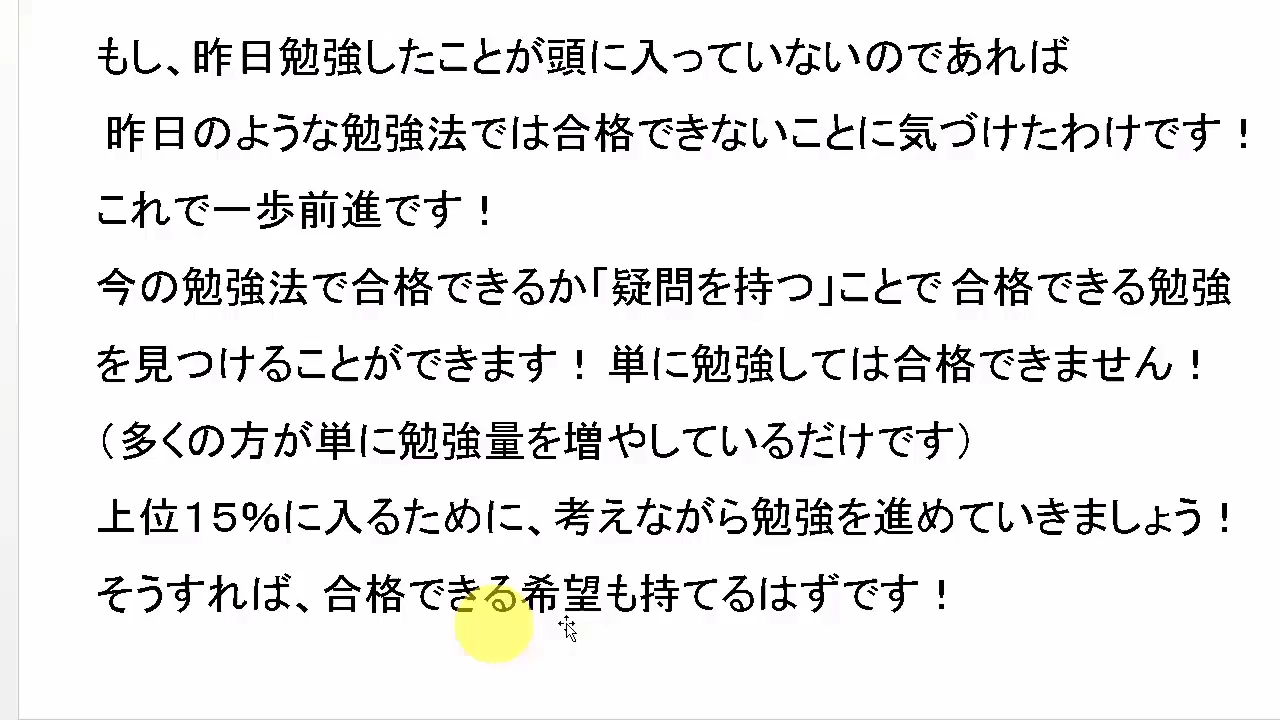 もし、昨日勉強したことが頭に入っていないのであれば
昨日のような勉強法では合格できないことに気づけたわけです！
これで一歩前進です！
今の勉強法で合格できるか「疑問を持つ」ことで 合格できる勉強
を見つけることができます！ 単に勉強しては合格できません！
（多くの方が単に勉強量を増やしているだけです）
上位１５％に入るために、考えながら勉強を進めていきましょう！
そうすれば、合格できる希望も持てるはずです！